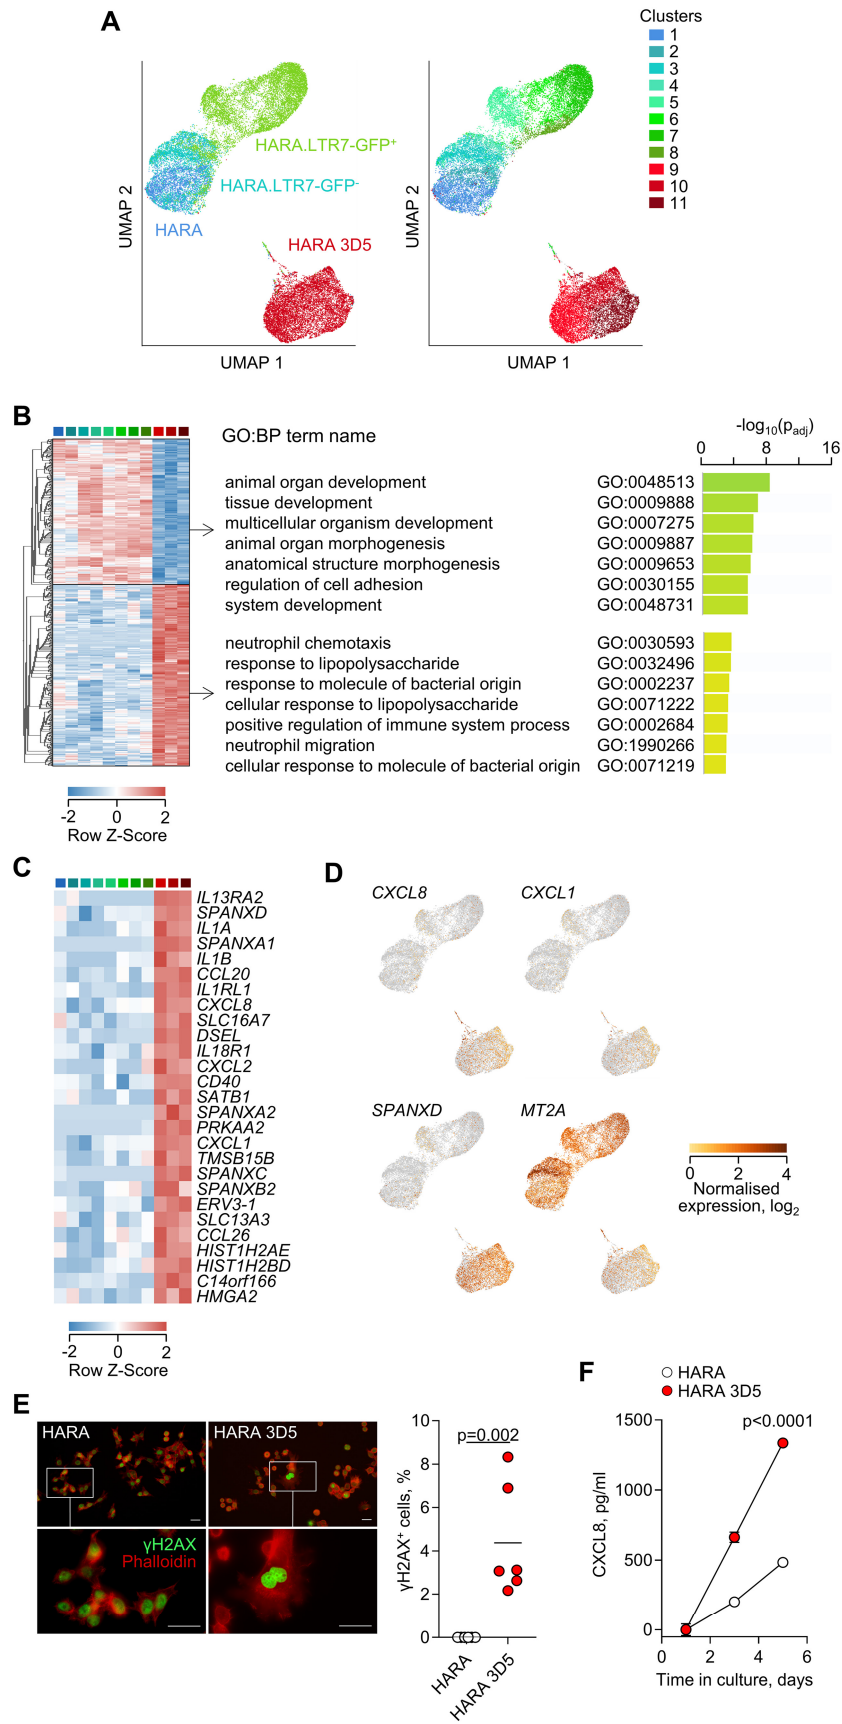 A
Clusters
1
2
3
4
5
6
7
8
9
10
11
HARA.LTR7-GFP+
HARA.LTR7-GFP-
HARA
HARA 3D5
UMAP 2
UMAP 1
UMAP 2
UMAP 1
B
GO:BP term name
-log10(padj)
0 8 16
animal organ development GO:0048513
tissue development GO:0009888
multicellular organism development GO:0007275
animal organ morphogenesis GO:0009887
anatomical structure morphogenesis GO:0009653
regulation of cell adhesion GO:0030155
system development GO:0048731
neutrophil chemotaxis GO:0030593
response to lipopolysaccharide GO:0032496
response to molecule of bacterial origin GO:0002237
cellular response to lipopolysaccharide GO:0071222
positive regulation of immune system process GO:0002684
neutrophil migration GO:1990266
cellular response to molecule of bacterial origin GO:0071219
-2 0 2
Row Z-Score
C
IL13RA2
SPANXD
IL1A
SPANXA1
IL1B
CCL20
IL1RL1
CXCL8
SLC16A7
DSEL
IL18R1
CXCL2
CD40
SATB1
SPANXA2
PRKAA2
CXCL1
TMSB15B
SPANXC
SPANXB2
ERV3-1
SLC13A3
CCL26
HIST1H2AE
HIST1H2BD
C14orf166
HMGA2
-2 0 2
Row Z-Score
D
CXCL8
CXCL1
SPANXD
MT2A
0 2 4
Normalised
expression, log2
E
HARA
HARA 3D5
γH2AX
Phalloidin
γH2AX+ cells, %
10
8
6
4
2
0
p=0.002
HARA
HARA 3D5
F
HARA
HARA 3D5
p<0.0001
CXCL8, pg/ml
1500
1000
500
0
0 2 4 6
Time in culture, days